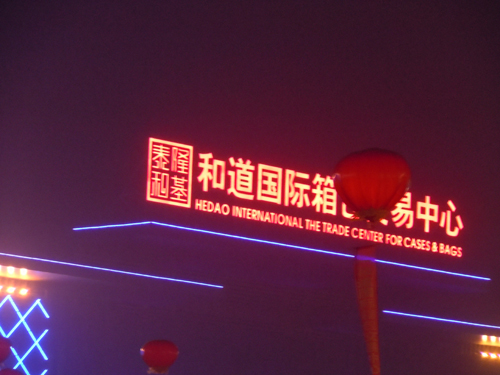 泰隆
和基
和道国际箱 易中心
HEDAO INTERNATIONAL THE TRADE CENTER FOR CASES & BAGS